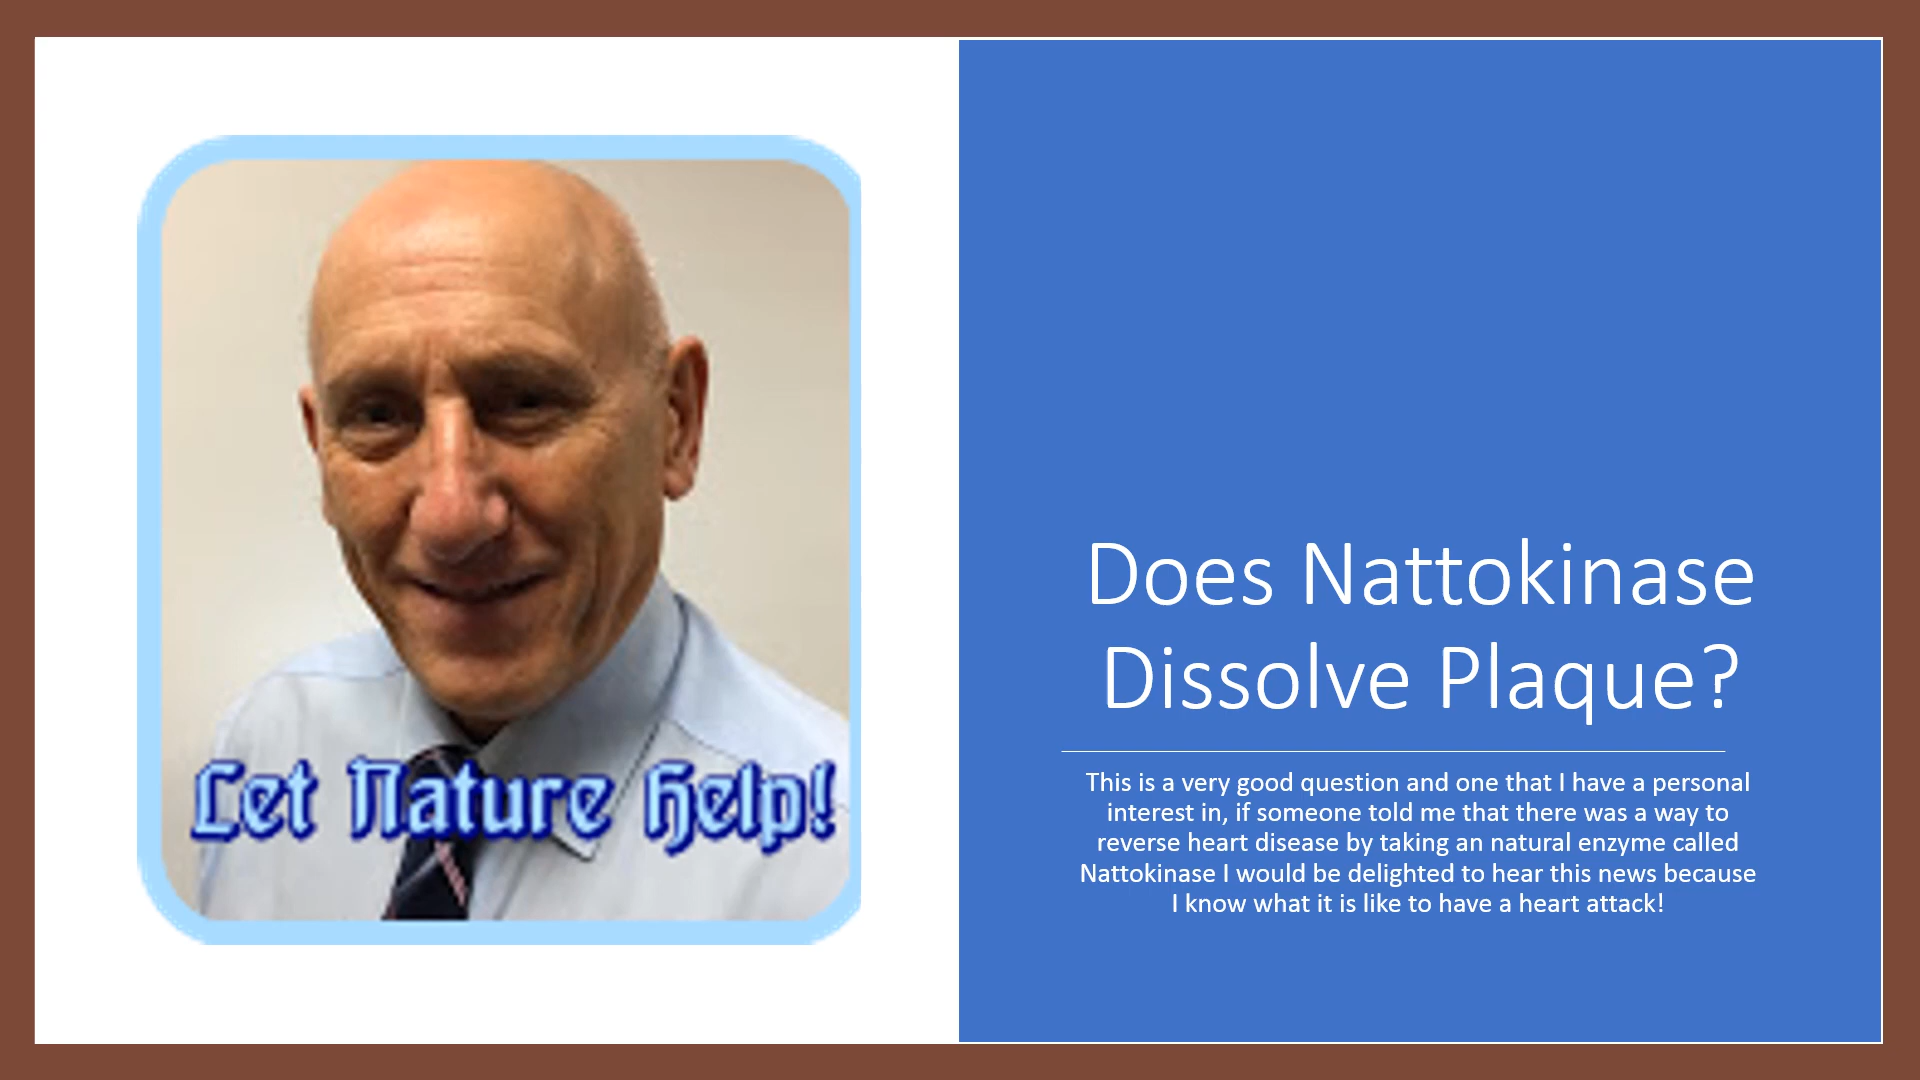 Let Nature Help!
Does Nattokinase
Dissolve Plaque?
This is a very good question and one that I have a personal
interest in, if someone told me that there was a way to
reverse heart disease by taking an natural enzyme called
Nattokinase I would be delighted to hear this news because
I know what it is like to have a heart attack!